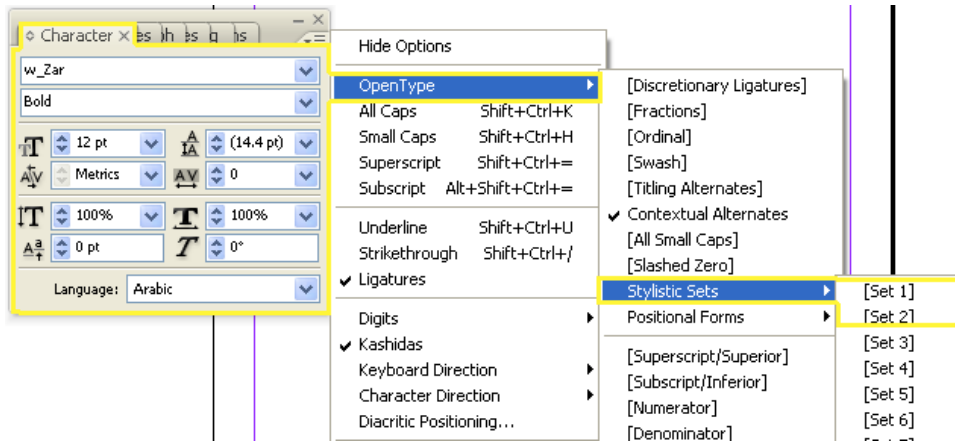 Character
w_Zar
Bold
12 pt
(14.4 pt)
Metrics
0
100%
100%
0 pt
0°
Language: Arabic
Hide Options
OpenType
All Caps Shift+Ctrl+K
Small Caps Shift+Ctrl+H
Superscript Shift+Ctrl+=
Subscript Alt+Shift+Ctrl+=
Underline Shift+Ctrl+U
Strikethrough Shift+Ctrl+/
Ligatures
Digits
Kashidas
Keyboard Direction
Character Direction
Diacritic Positioning...
[Discretionary Ligatures]
[Fractions]
[Ordinal]
[Swash]
[Titling Alternates]
Contextual Alternates
[All Small Caps]
[Slashed Zero]
Stylistic Sets
Positional Forms
[Superscript/Superior]
[Subscript/Inferior]
[Numerator]
[Denominator]
[Set 1]
[Set 2]
[Set 3]
[Set 4]
[Set 5]
[Set 6]